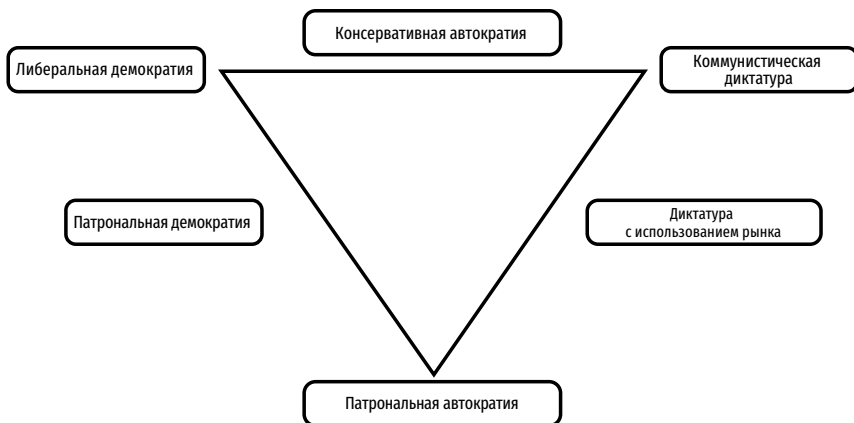 Консервативная автократия
Либеральная демократия
Коммунистическая
диктатура
Патрональная демократия
Диктатура
с использованием рынка
Патрональная автократия